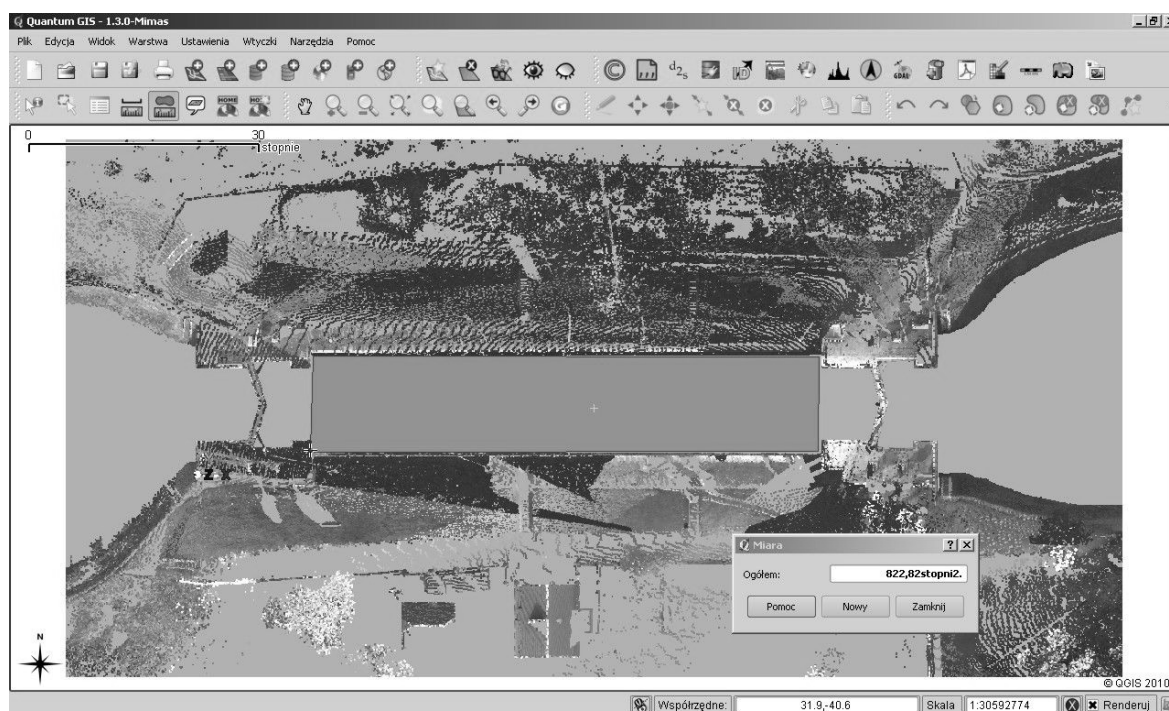 Quantum GIS - 1.3.0-Mimas
Plik Edycja Widok Warstwa Ustawienia Wtyczki Narzędzia Pomoc
0 30
stopnie
Miara
Ogółem: 822,82stopni2.
Pomoc Nowy Zamknij
N
© QGIS 2010
Współrzędne: 31.9,-40.6 Skala 1:30592774 Renderuj